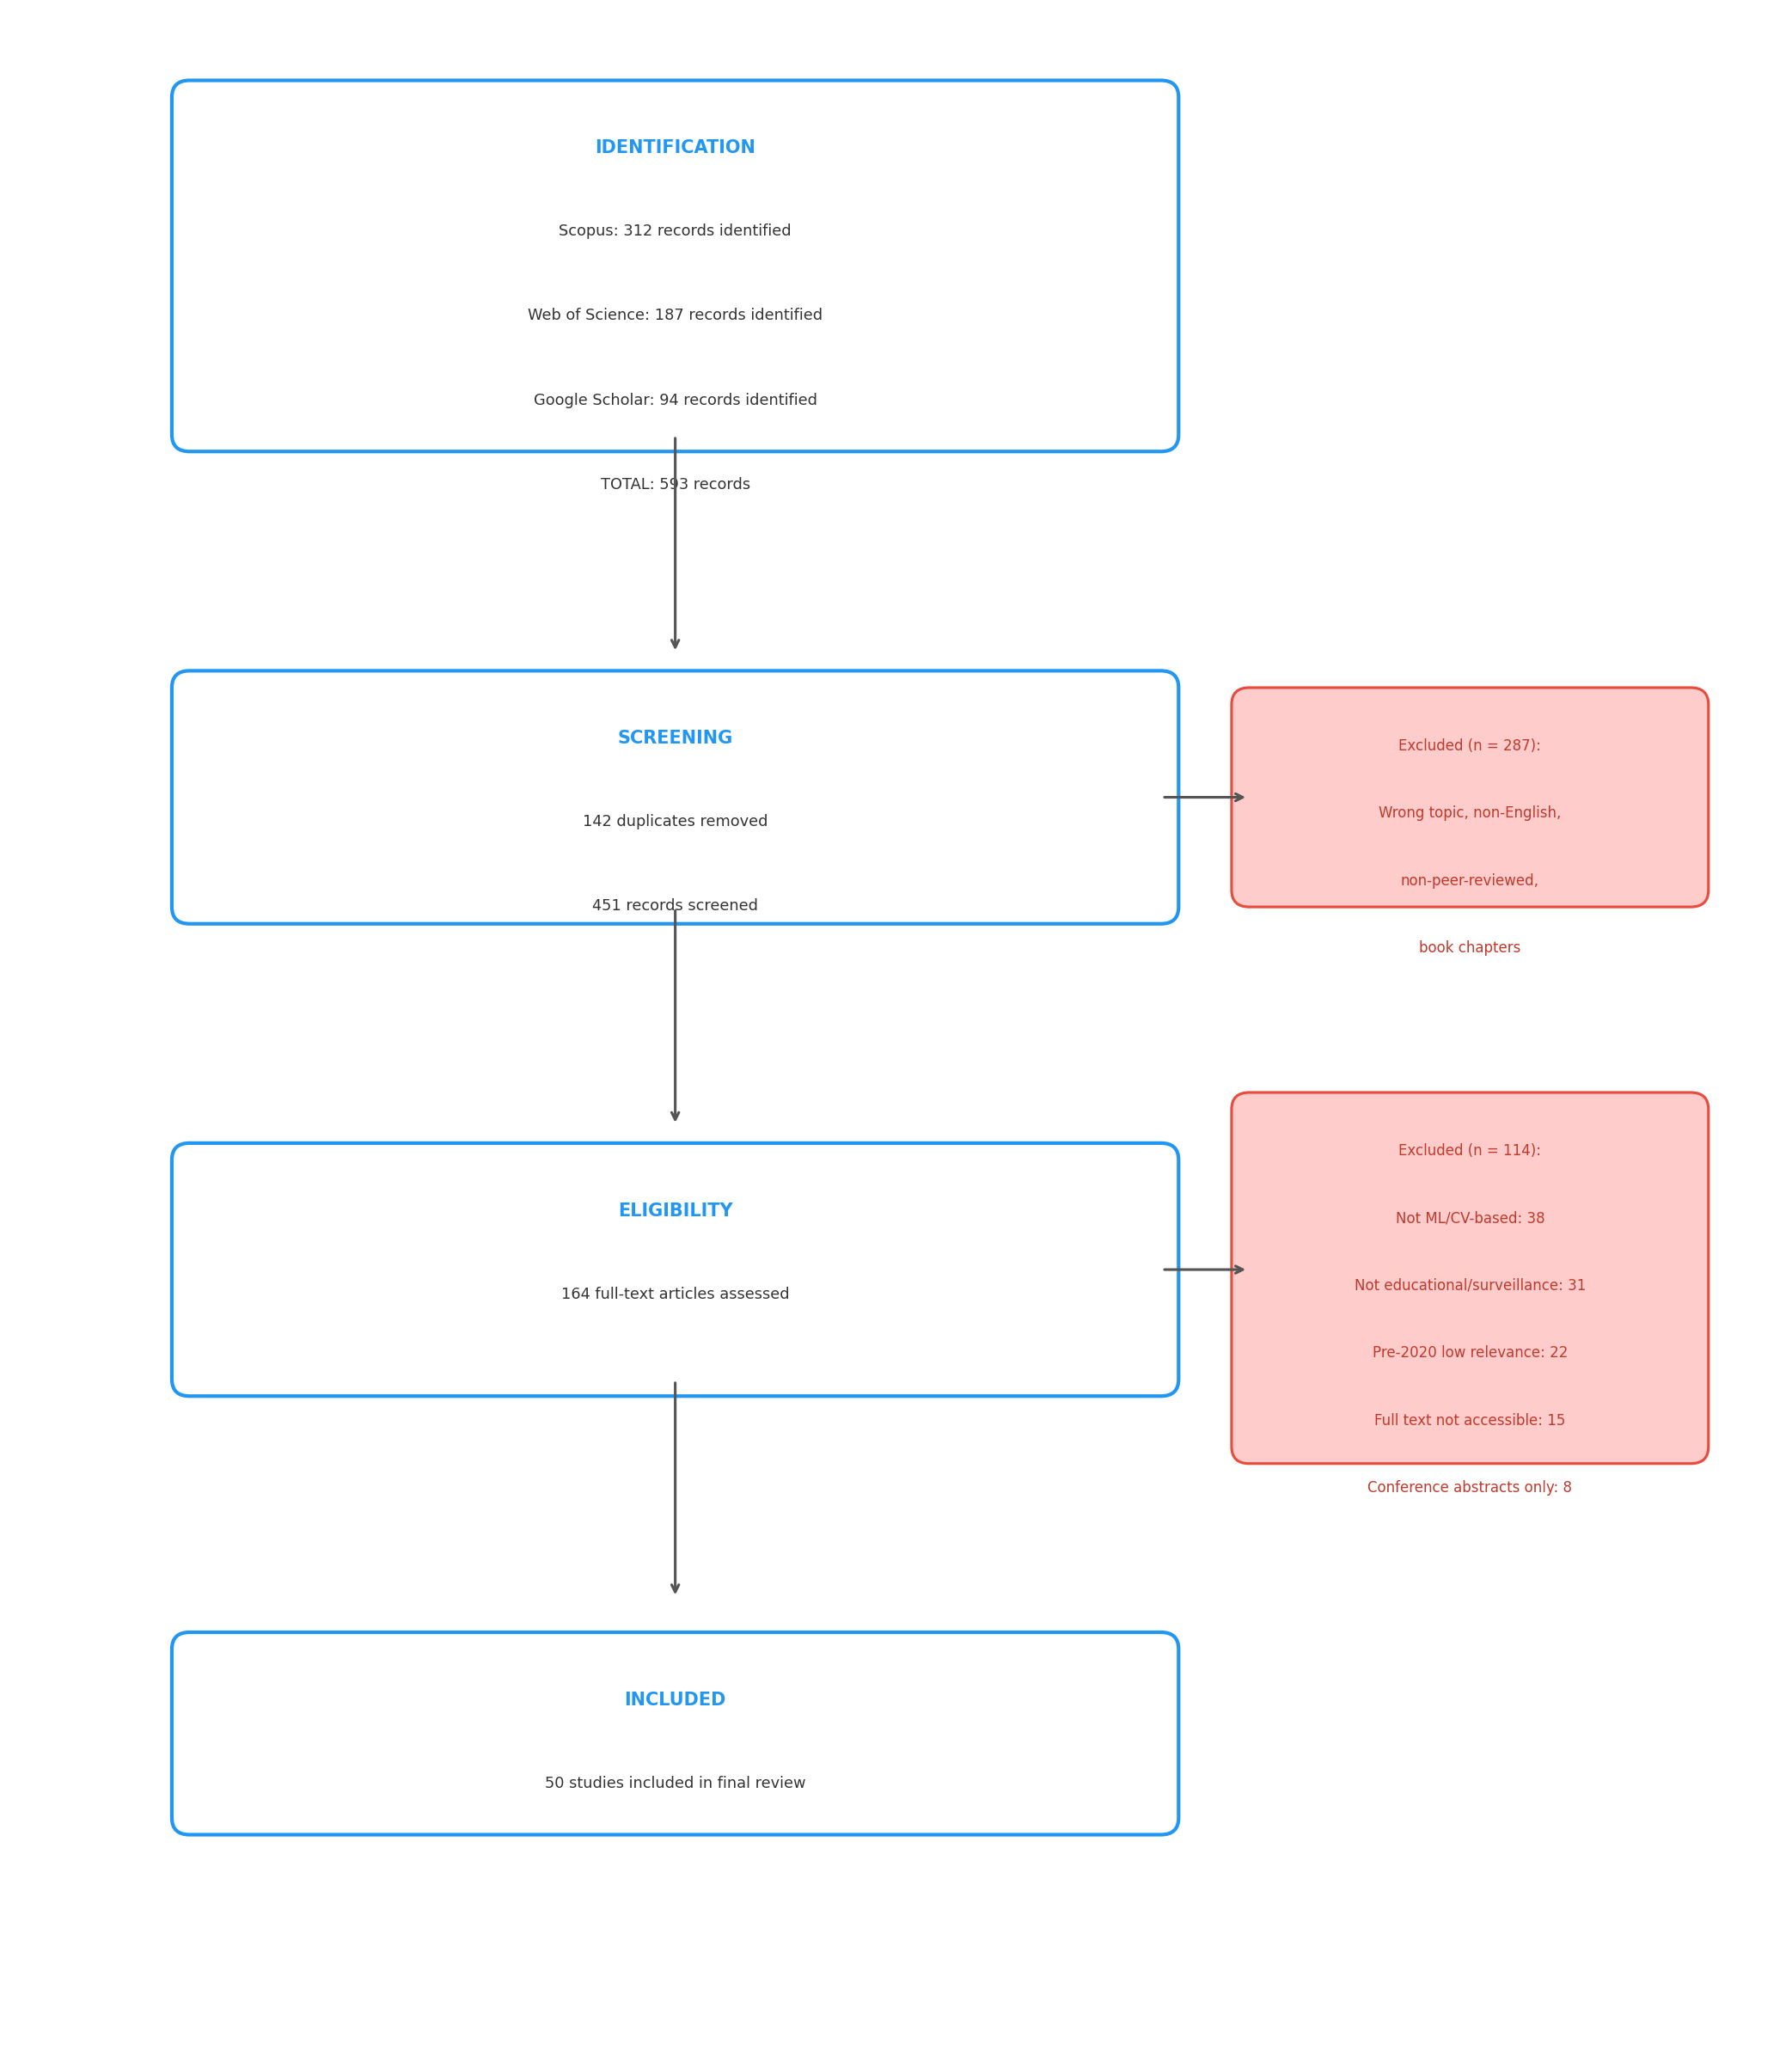 IDENTIFICATION
Scopus: 312 records identified
Web of Science: 187 records identified
Google Scholar: 94 records identified
TOTAL: 593 records
SCREENING
142 duplicates removed
451 records screened
Excluded (n = 287):
Wrong topic, non-English,
non-peer-reviewed,
book chapters
ELIGIBILITY
164 full-text articles assessed
Excluded (n = 114):
Not ML/CV-based: 38
Not educational/surveillance: 31
Pre-2020 low relevance: 22
Full text not accessible: 15
Conference abstracts only: 8
INCLUDED
50 studies included in final review